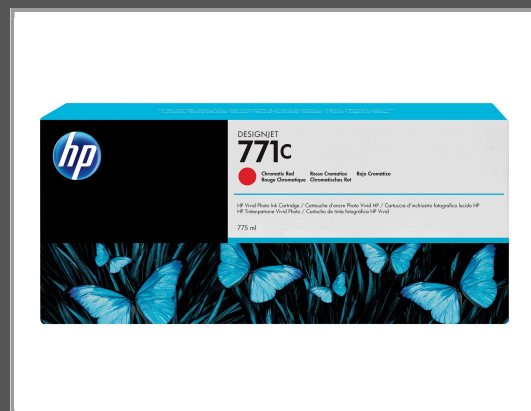 hp
DESIGNJET
771C
Chromatic Red Rosso Cromatico Rojo Cromático
Rouge Chromatique Chromatisches Rot
HP Vivid Photo Ink Cartridge / Cartouche d'encre Photo Vivid HP / Cartuccia d'inchiostro fotografico lucido HP
HP Tintenpatrone Vivid Photo / Cartucho de tinta fotográfico HP Vivid
775 ml